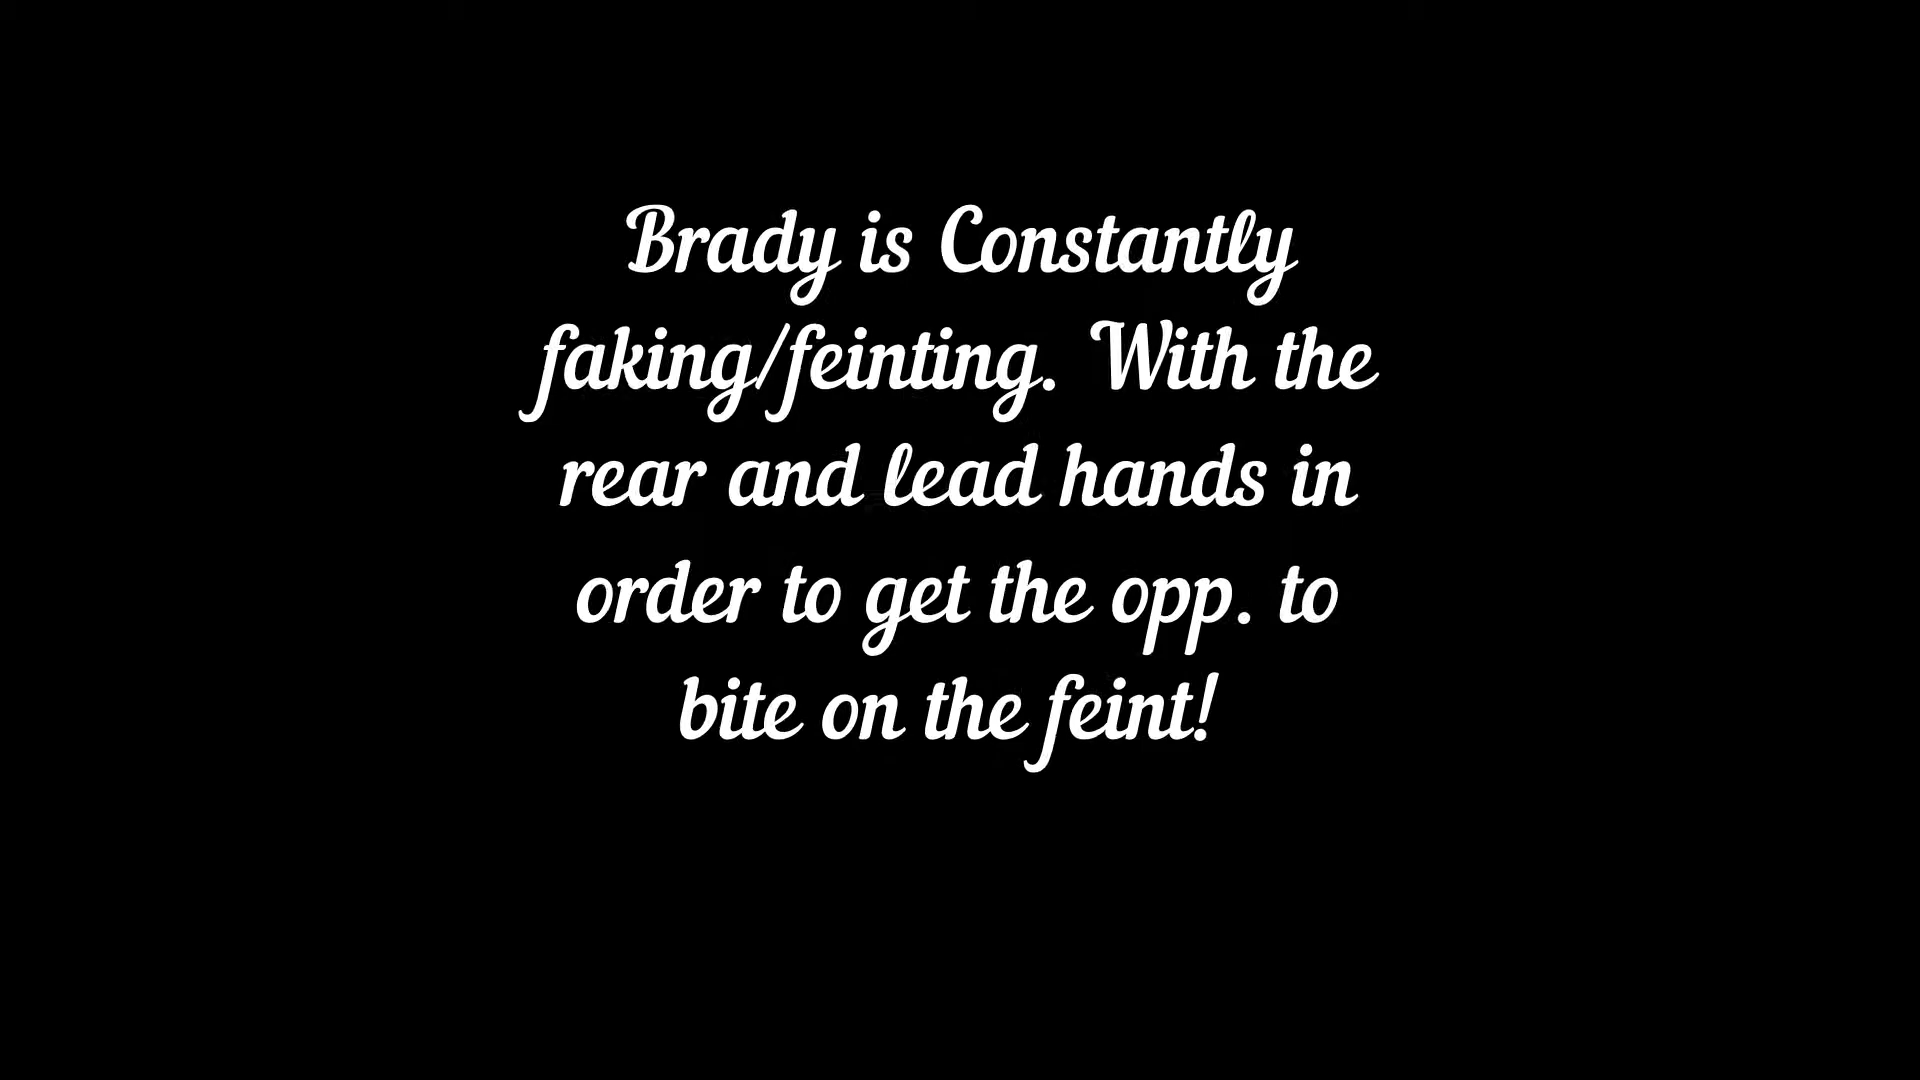 Brady is Constantly
faking/feinting. With the
rear and lead hands in
order to get the opp. to
bite on the feint!